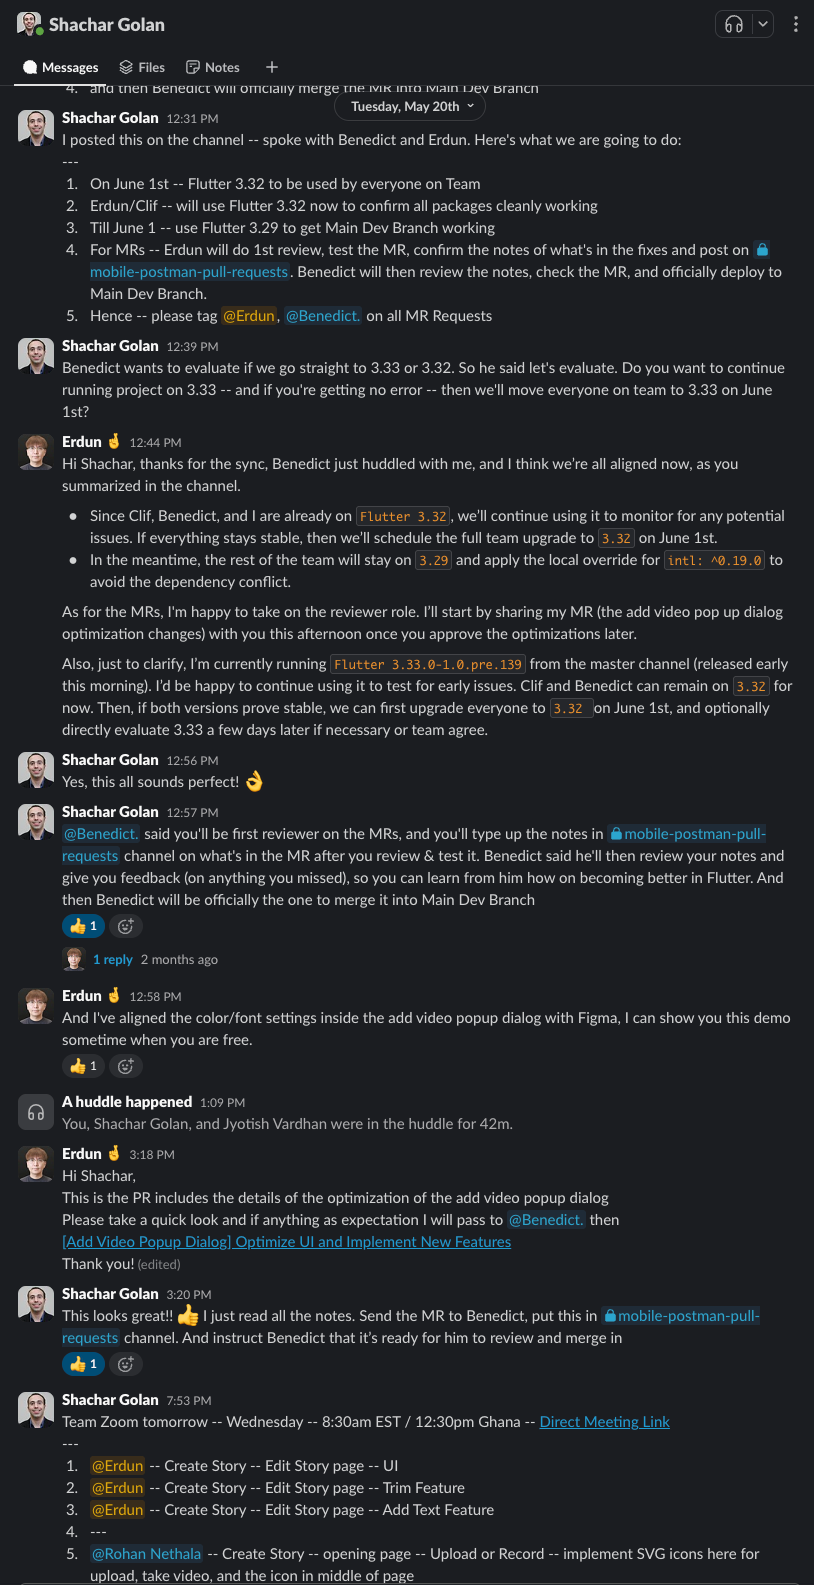 Shachar Golan
Messages Files Notes +
4. and then Benedict will officially merge the MR into Main Dev Branch
Tuesday, May 20th
Shachar Golan 12:31 PM
I posted this on the channel -- spoke with Benedict and Erdun. Here's what we are going to do:
---
1. On June 1st -- Flutter 3.32 to be used by everyone on Team
2. Erdun/Clif -- will use Flutter 3.32 now to confirm all packages cleanly working
3. Till June 1 -- use Flutter 3.29 to get Main Dev Branch working
4. For MRs -- Erdun will do 1st review, test the MR, confirm the notes of what's in the fixes and post on
mobile-postman-pull-requests. Benedict will then review the notes, check the MR, and officially deploy to
Main Dev Branch.
5. Hence -- please tag @Erdun, @Benedict. on all MR Requests
Shachar Golan 12:39 PM
Benedict wants to evaluate if we go straight to 3.33 or 3.32. So he said let's evaluate. Do you want to continue
running project on 3.33 -- and if you're getting no error -- then we'll move everyone on team to 3.33 on June
1st?
Erdun 🤞 12:44 PM
Hi Shachar, thanks for the sync, Benedict just huddled with me, and I think we’re all aligned now, as you
summarized in the channel.
• Since Clif, Benedict, and I are already on Flutter 3.32, we’ll continue using it to monitor for any potential
issues. If everything stays stable, then we’ll schedule the full team upgrade to 3.32 on June 1st.
• In the meantime, the rest of the team will stay on 3.29 and apply the local override for intl: ^0.19.0 to
avoid the dependency conflict.
As for the MRs, I'm happy to take on the reviewer role. I’ll start by sharing my MR (the add video pop up dialog
optimization changes) with you this afternoon once you approve the optimizations later.
Also, just to clarify, I’m currently running Flutter 3.33.0-1.0.pre.139 from the master channel (released early
this morning). I’d be happy to continue using it to test for early issues. Clif and Benedict can remain on 3.32 for
now. Then, if both versions prove stable, we can first upgrade everyone to 3.32 on June 1st, and optionally
directly evaluate 3.33 a few days later if necessary or team agree.
Shachar Golan 12:56 PM
Yes, this all sounds perfect! 👌
Shachar Golan 12:57 PM
@Benedict. said you'll be first reviewer on the MRs, and you'll type up the notes in mobile-postman-pull-
requests channel on what's in the MR after you review & test it. Benedict said he'll then review your notes and
give you feedback (on anything you missed), so you can learn from him how on becoming better in Flutter. And
then Benedict will be officially the one to merge it into Main Dev Branch
👍 1
1 reply 2 months ago
Erdun 🤞 12:58 PM
And I've aligned the color/font settings inside the add video popup dialog with Figma, I can show you this demo
sometime when you are free.
👍 1
A huddle happened 1:09 PM
You, Shachar Golan, and Jyotish Vardhan were in the huddle for 42m.
Erdun 🤞 3:18 PM
Hi Shachar,
This is the PR includes the details of the optimization of the add video popup dialog
Please take a quick look and if anything as expectation I will pass to @Benedict. then
[Add Video Popup Dialog] Optimize UI and Implement New Features
Thank you! (edited)
Shachar Golan 3:20 PM
This looks great!! 👍 I just read all the notes. Send the MR to Benedict, put this in mobile-postman-pull-
requests channel. And instruct Benedict that it’s ready for him to review and merge in
👍 1
Shachar Golan 7:53 PM
Team Zoom tomorrow -- Wednesday -- 8:30am EST / 12:30pm Ghana -- Direct Meeting Link
---
1. @Erdun -- Create Story -- Edit Story page -- UI
2. @Erdun -- Create Story -- Edit Story page -- Trim Feature
3. @Erdun -- Create Story -- Edit Story page -- Add Text Feature
4. ---
5. @Rohan Nethala -- Create Story -- opening page -- Upload or Record -- implement SVG icons here for
upload, take video, and the icon in middle of page